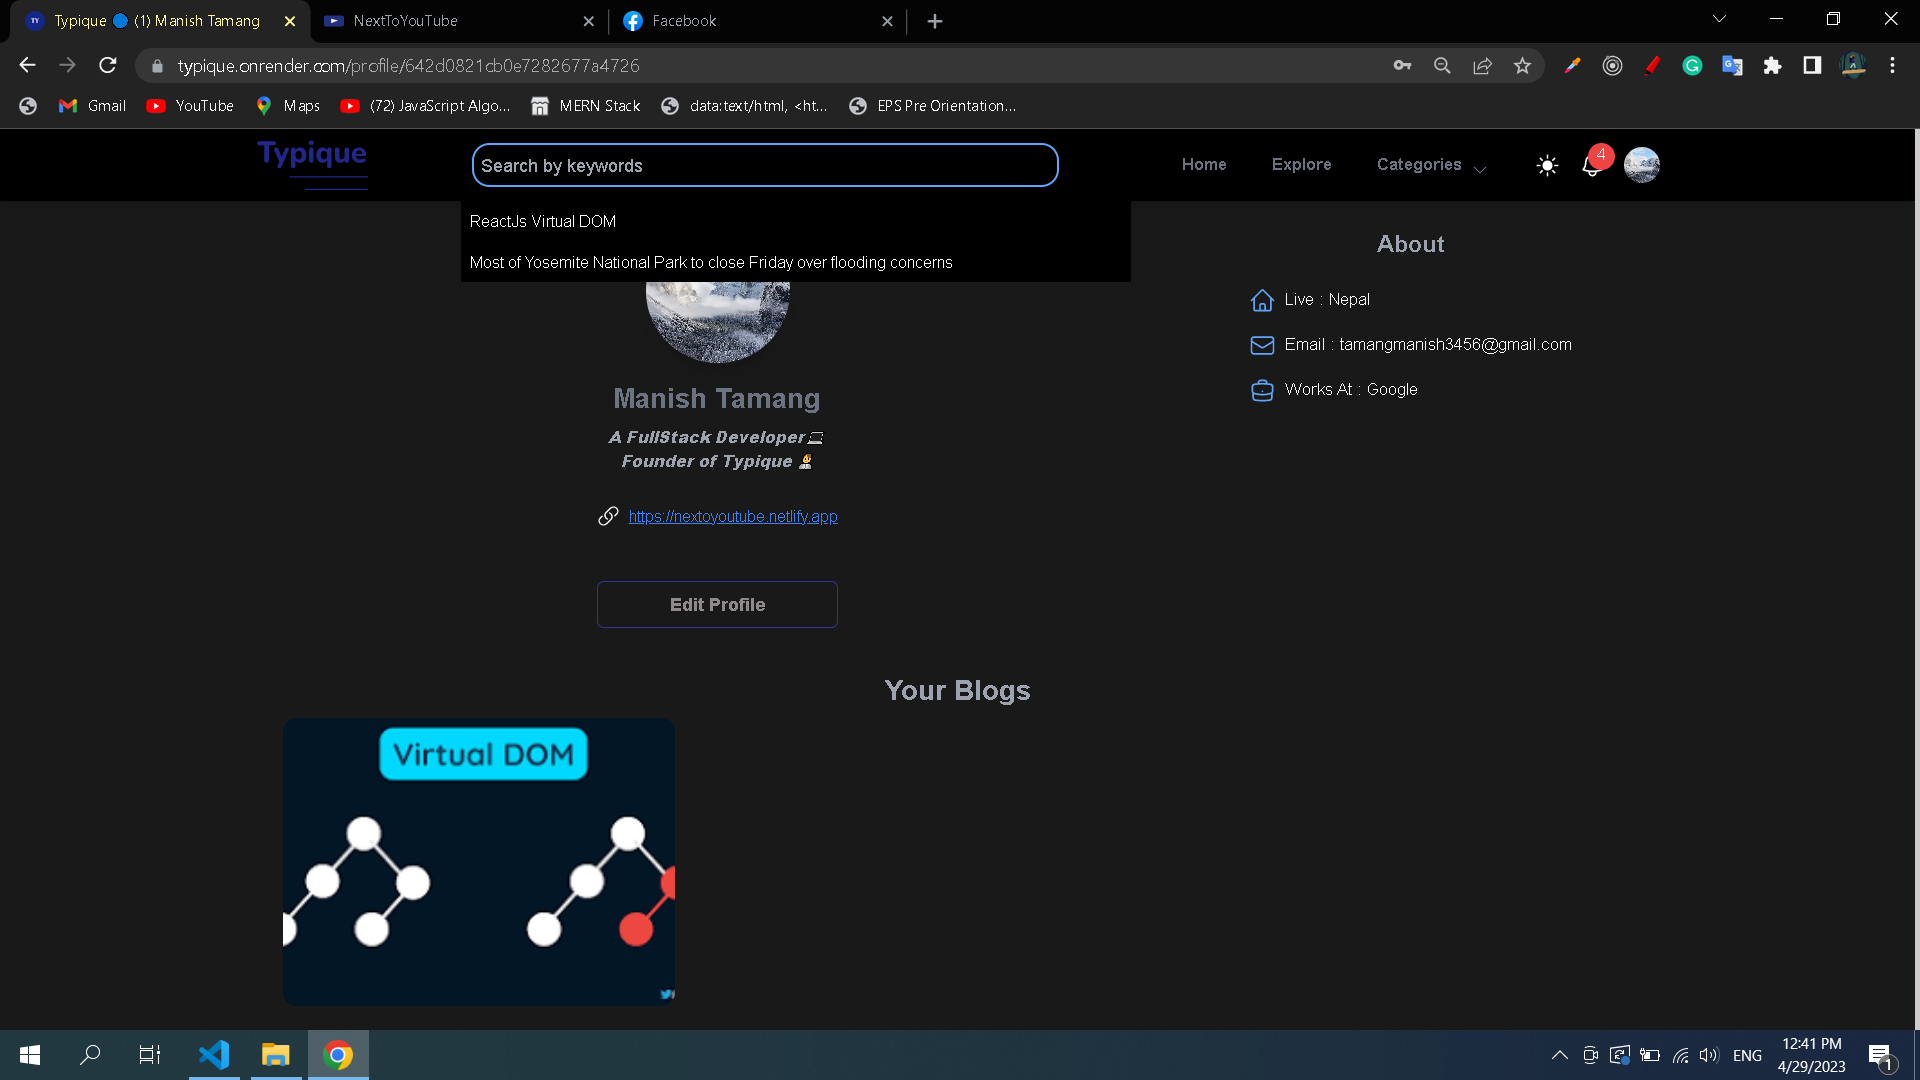 TY Typique 🔵 (1) Manish Tamang
NextToYouTube
Facebook
typique.onrender.com/profile/642d0821cb0e7282677a4726
Gmail
YouTube
Maps
(72) JavaScript Algo...
MERN Stack
data:text/html, <ht...
EPS Pre Orientation...
Typique
Search by keywords
Home
Explore
Categories
4
ReactJs Virtual DOM
Most of Yosemite National Park to close Friday over flooding concerns
About
Live : Nepal
Email : tamangmanish3456@gmail.com
Works At : Google
Manish Tamang
A FullStack Developer💻
Founder of Typique 👨‍💼
https://nextoyoutube.netlify.app
Edit Profile
Your Blogs
Virtual DOM
ENG
12:41 PM
4/29/2023
1